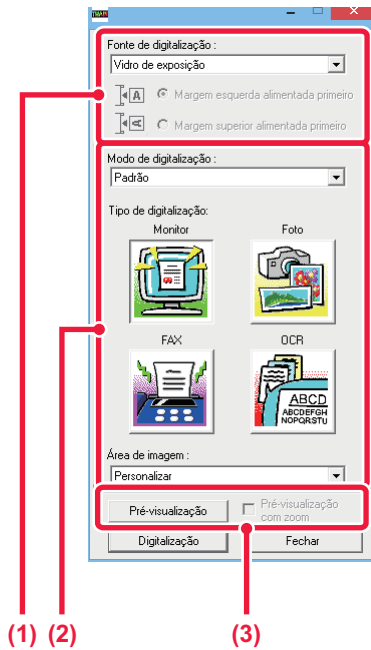 TWAIN
Fonte de digitalização :
Vidro de exposição
A
Margem esquerda alimentada primeiro
A
Margem superior alimentada primeiro
Modo de digitalização :
Padrão
Tipo de digitalização:
Monitor Foto
FAX OCR
ABCD
ABCDEFGH
NOPQRSTU
Área de imagem :
Personalizar
Pré-visualização
Pré-visualização
com zoom
Digitalização Fechar
(1) (2) (3)